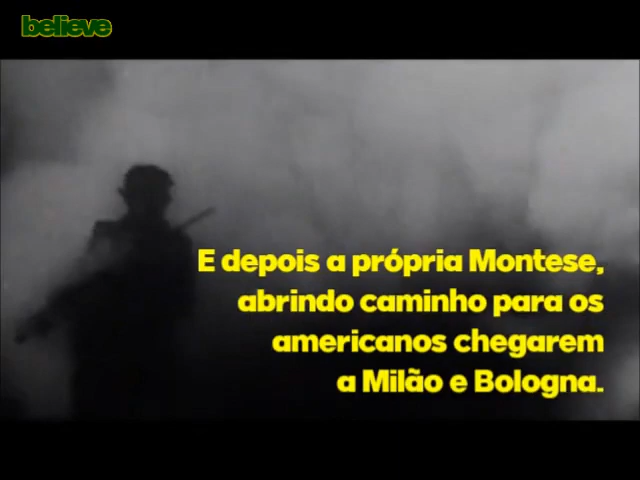 believe
E depois a própria Montese,
abrindo caminho para os
americanos chegarem
a Milão e Bologna.